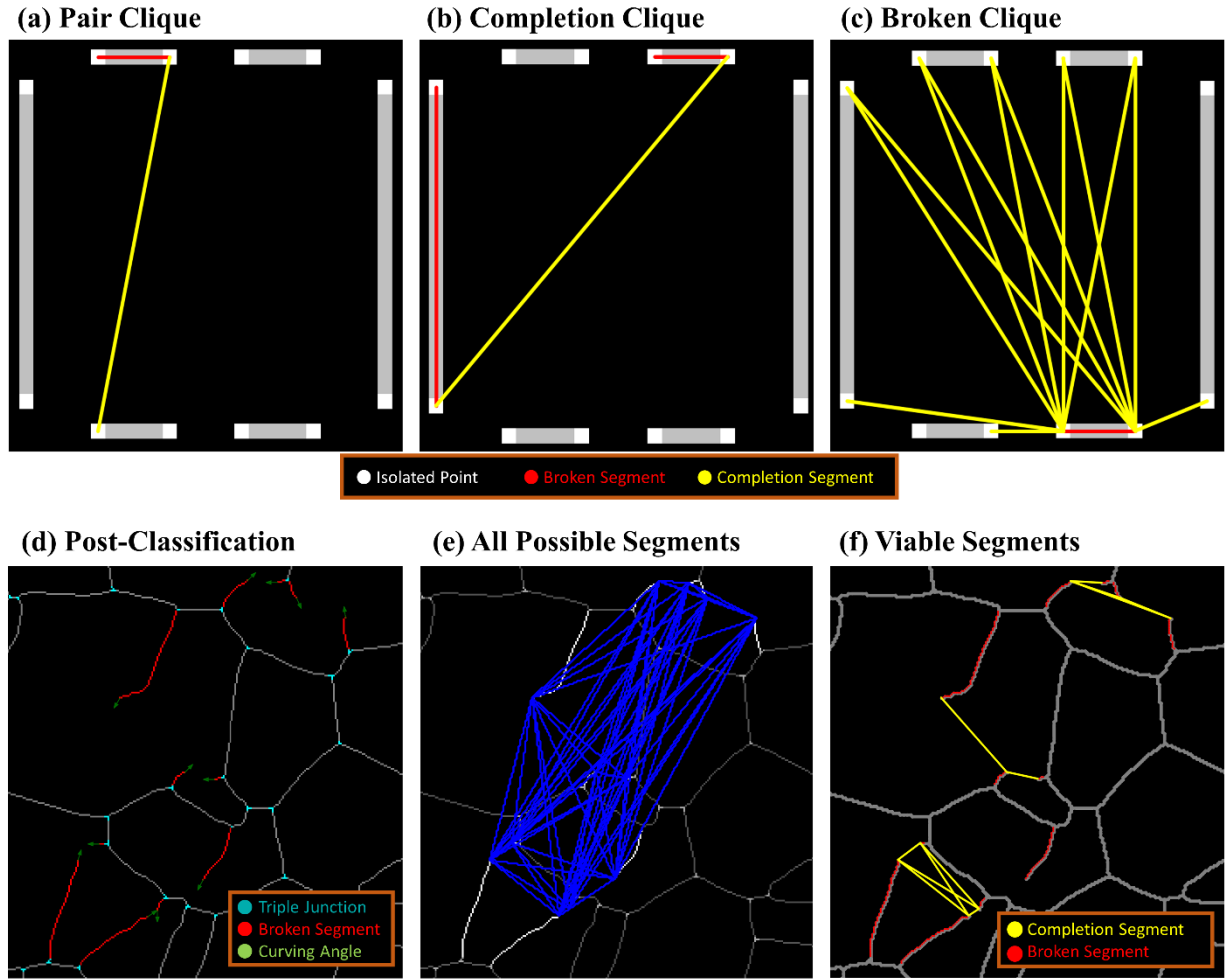 (a) Pair Clique
(b) Completion Clique
(c) Broken Clique
Isolated Point
Broken Segment
Completion Segment
(d) Post-Classification
(e) All Possible Segments
(f) Viable Segments
Triple Junction
Broken Segment
Curving Angle
Completion Segment
Broken Segment